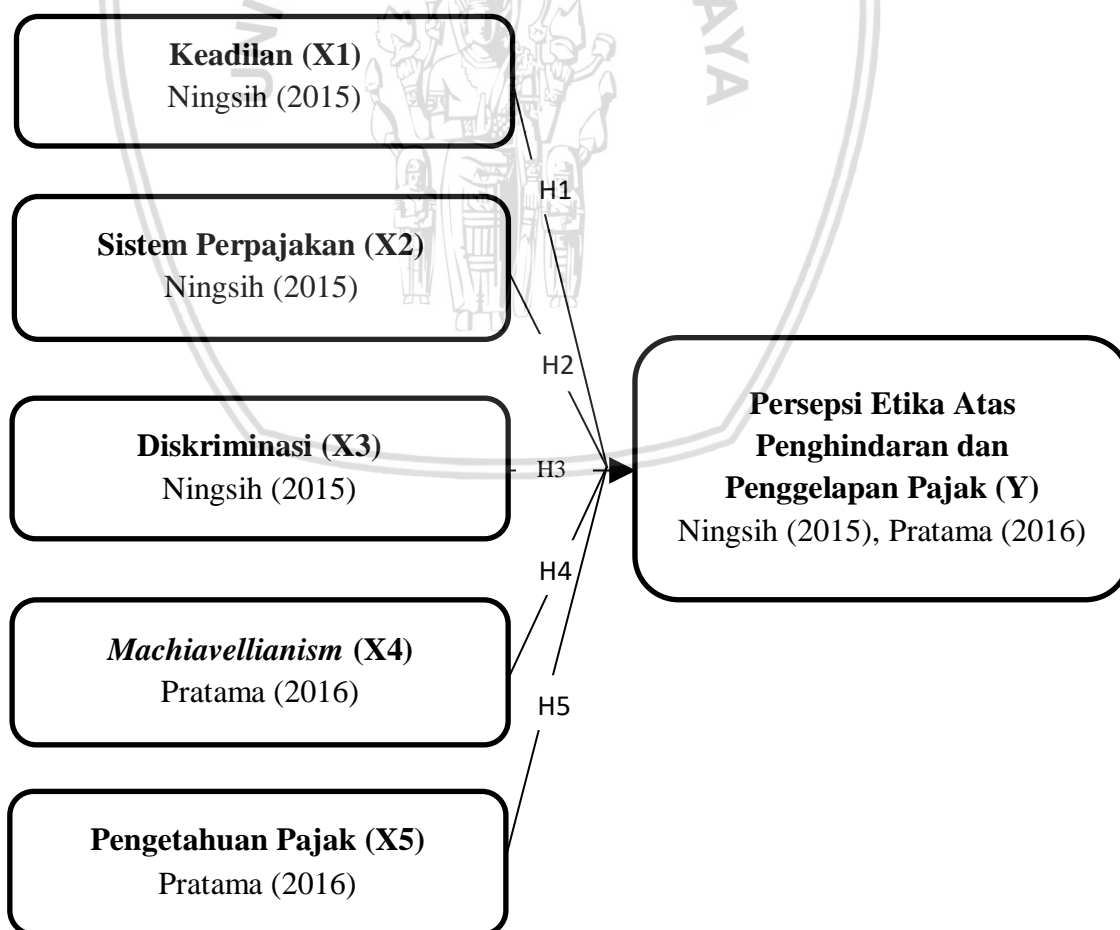 Keadilan (X1)
Ningsih (2015)
H1
Sistem Perpajakan (X2)
Ningsih (2015)
H2
Diskriminasi (X3)
Ningsih (2015)
H3
Persepsi Etika Atas
Penghindaran dan
Penggelapan Pajak (Y)
Ningsih (2015), Pratama (2016)
H4
Machiavellianism (X4)
Pratama (2016)
H5
Pengetahuan Pajak (X5)
Pratama (2016)
UNI
AYA